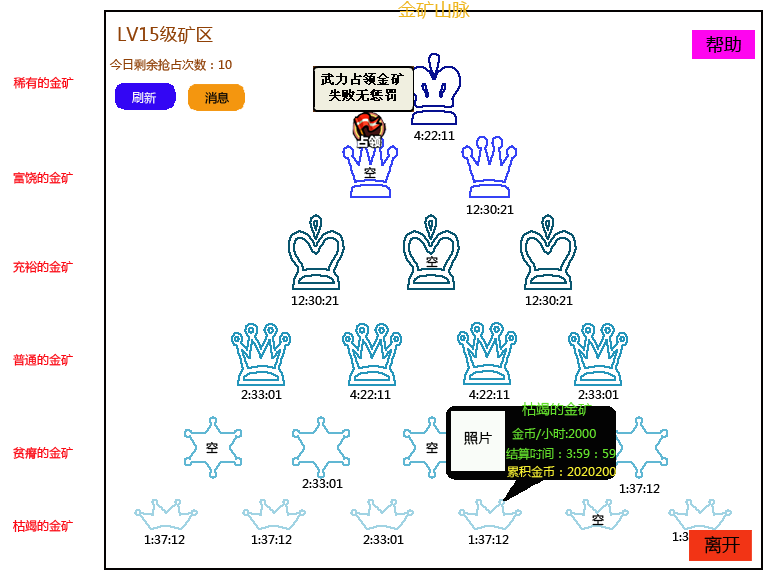 金矿山脉
LV15级矿区
帮助
今日剩余抢占次数：10
刷新
消息
稀有的金矿
武力占领金矿
失败无惩罚
占领
4:22:11
富饶的金矿
空
12:30:21
充裕的金矿
空
12:30:21
12:30:21
普通的金矿
2:33:01
4:22:11
4:22:11
2:33:01
枯竭的金矿
照片
金币/小时:2000
结算时间：3:59：59
累积金币：2020200
贫瘠的金矿
空
空
2:33:01
1:37:12
枯竭的金矿
空
1:37:12
1:37:12
2:33:01
1:37:12
1:3
离开